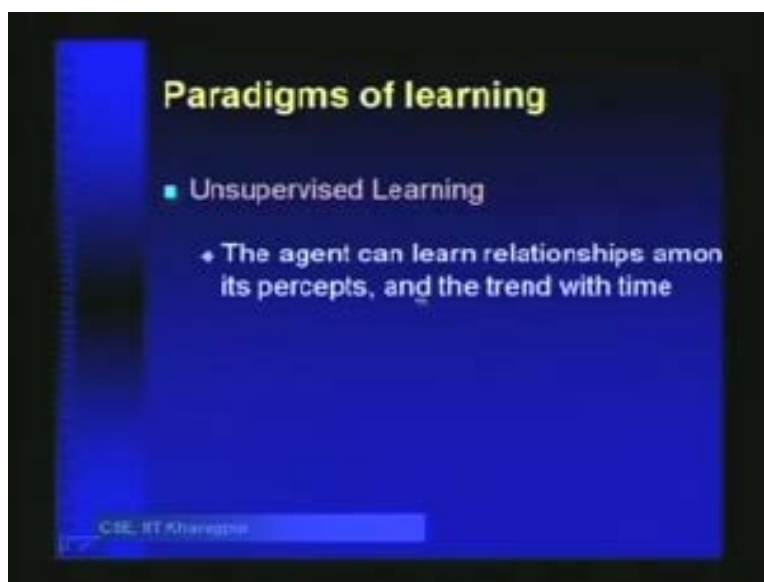 Paradigms of learning
Unsupervised Learning
The agent can learn relationships amon
its percepts, and the trend with time
CSE, IIT Kharagpur